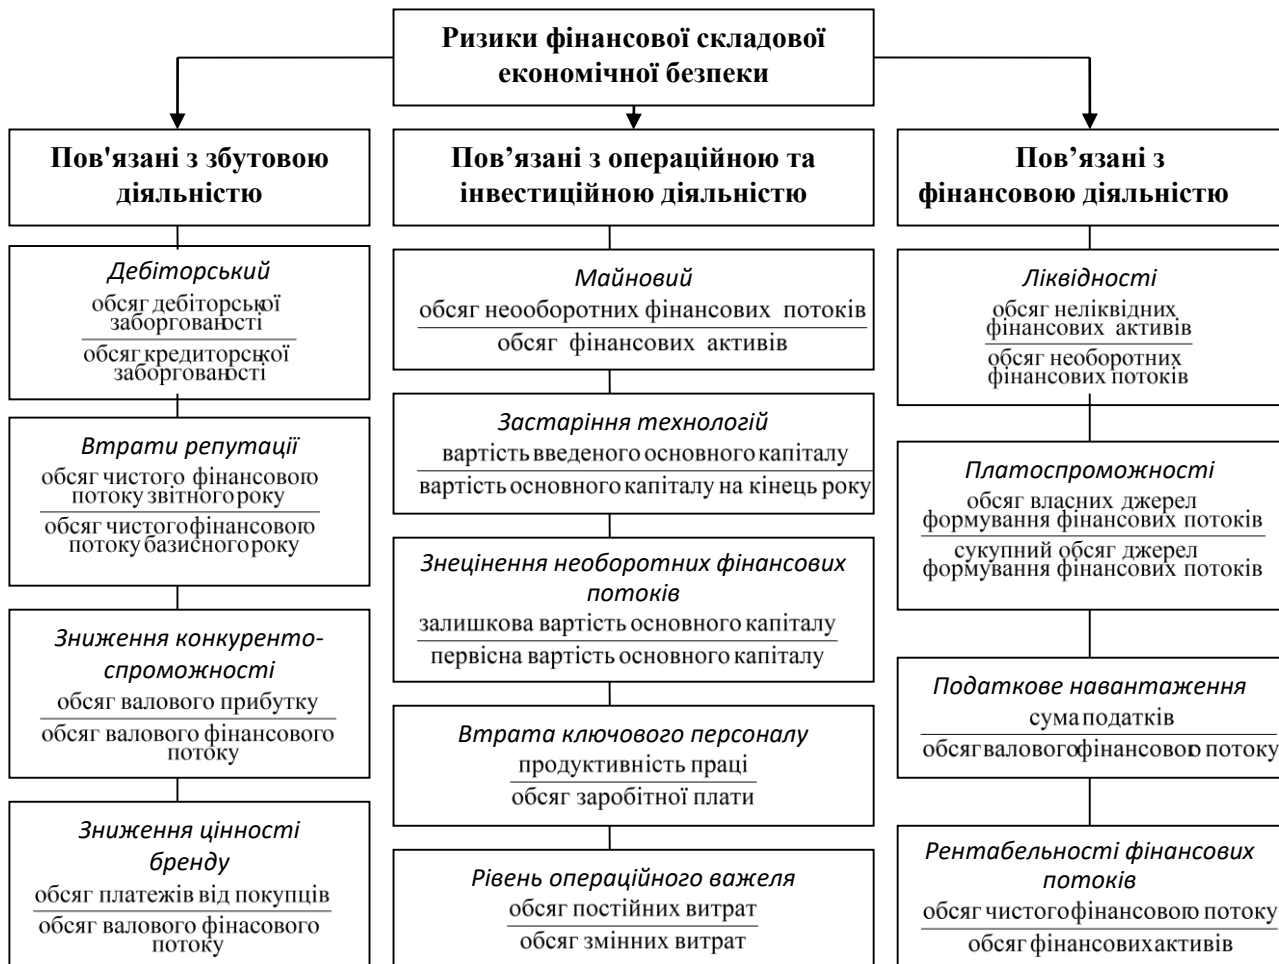 Ризики фінансової складової
економічної безпеки
Пов'язані з збутовою
діяльністю
Дебіторський
обсяг дебіторської
заборгованості
обсяг кредиторської
заборгованості
Втрати репутації
обсяг чистого фінансового
потоку звітного року
обсяг чистого фінансового
потоку базисного року
Зниження конкуренто-
спроможності
обсяг валового прибутку
обсяг валового фінансового
потоку
Зниження цінності
бренду
обсяг платежів від покупців
обсяг валового фінасового
потоку
Пов’язані з операційною та
інвестиційною діяльністю
Майновий
обсяг неооборотних фінансових потоків
обсяг фінансових активів
Застаріння технологій
вартість введеного основного капіталу
вартість основного капіталу на кінець року
Знецінення необоротних фінансових
потоків
залишкова вартість основного капіталу
первісна вартість основного капіталу
Втрата ключового персоналу
продуктивність праці
обсяг заробітної плати
Рівень операційного важеля
обсяг постійних витрат
обсяг змінних витрат
Пов’язані з
фінансовою діяльністю
Ліквідності
обсяг неліквідних
фінансових активів
обсяг необоротних
фінансових потоків
Платоспроможності
обсяг власних джерел
формування фінансових потоків
сукупний обсяг джерел
формування фінансових потоків
Податкове навантаження
сума податків
обсяг валового фінансового потоку
Рентабельності фінансових
потоків
обсяг чистого фінансового потоку
обсяг фінансових активів